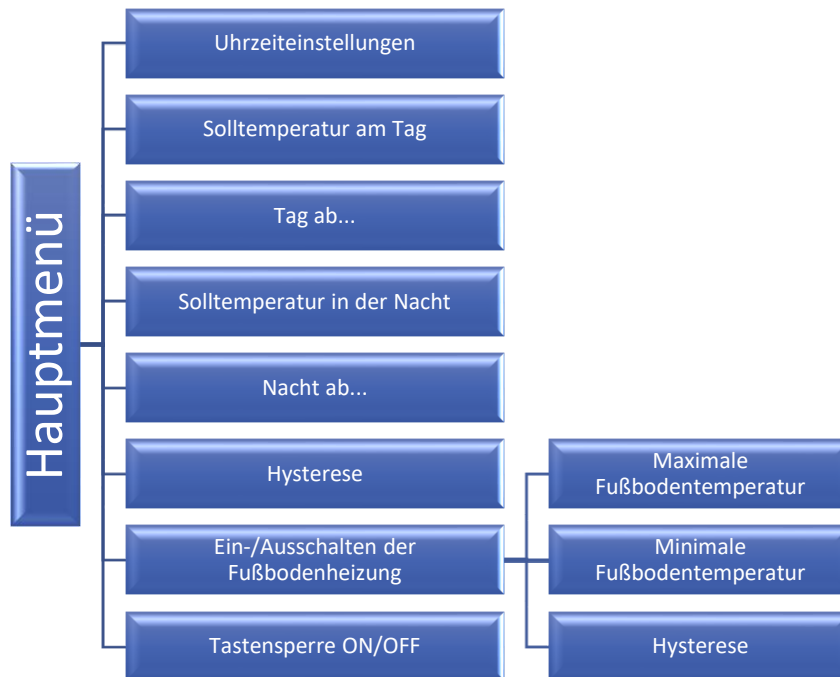 Hauptmenü
Uhrzeiteinstellungen
Solltemperatur am Tag
Tag ab...
Solltemperatur in der Nacht
Nacht ab...
Hysterese
Ein-/Ausschalten der
Fußbodenheizung
Maximale
Fußbodentemperatur
Minimale
Fußbodentemperatur
Hysterese
Tastensperre ON/OFF